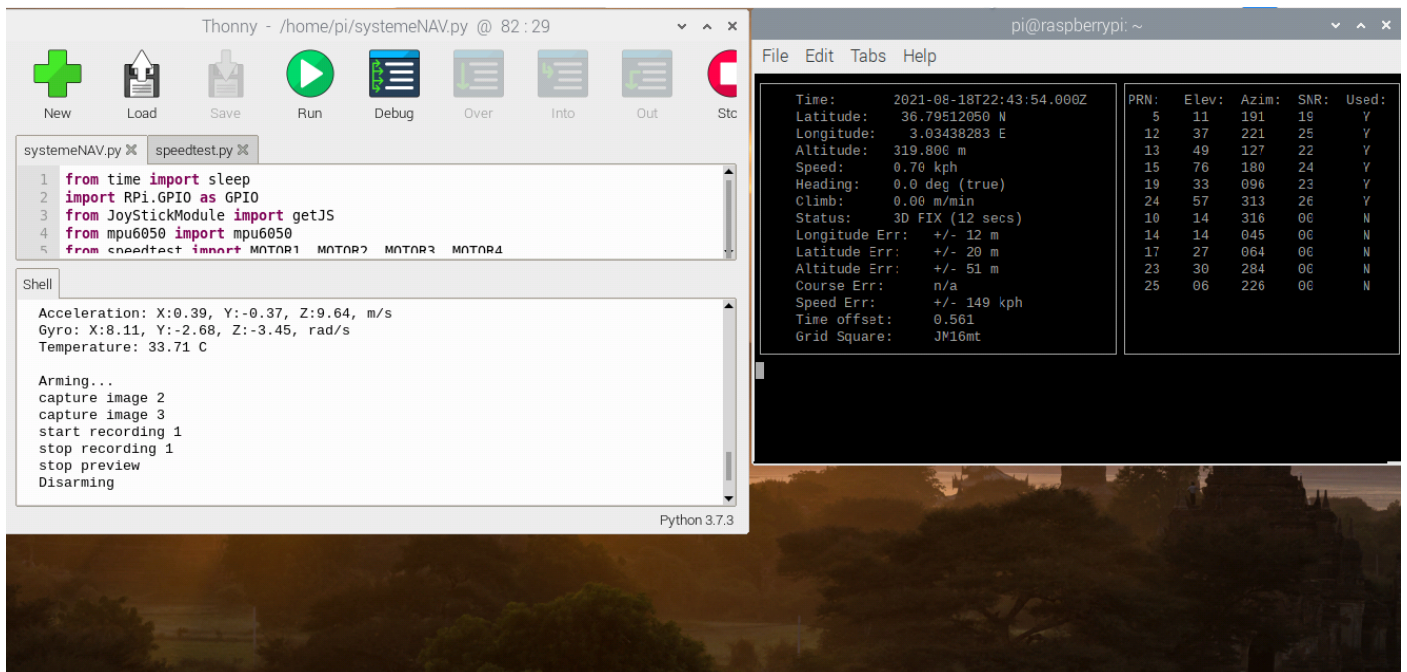 Thonny - /home/pi/systemeNAV.py @ 82 : 29
New Load Save Run Debug Over Into Out Stc
systemeNAV.py speedtest.py
1 from time import sleep
2 import RPi.GPIO as GPIO
3 from JoyStickModule import getJS
4 from mpu6050 import mpu6050
5 from speedtest import MOTOR1 MOTOR2 MOTOR3 MOTOR4
Shell
Acceleration: X:0.39, Y:-0.37, Z:9.64, m/s
Gyro: X:8.11, Y:-2.68, Z:-3.45, rad/s
Temperature: 33.71 C
Arming...
capture image 2
capture image 3
start recording 1
stop recording 1
stop preview
Disarming
Python 3.7.3
pi@raspberrypi: ~
File Edit Tabs Help
Time: 2021-08-18T22:43:54.000Z
Latitude: 36.79512050 N
Longitude: 3.03438283 E
Altitude: 319.800 m
Speed: 0.70 kph
Heading: 0.0 deg (true)
Climb: 0.00 m/min
Status: 3D FIX (12 secs)
Longitude Err: +/- 12 m
Latitude Err: +/- 20 m
Altitude Err: +/- 51 m
Course Err: n/a
Speed Err: +/- 149 kph
Time offset: 0.561
Grid Square: JM16mt
PRN: Elev: Azim: SNR: Used:
5 11 191 19 Y
12 37 221 25 Y
13 49 127 22 Y
15 76 180 24 Y
19 33 096 23 Y
24 57 313 26 Y
10 14 316 00 N
14 14 045 00 N
17 27 064 00 N
23 30 284 00 N
25 06 226 00 N